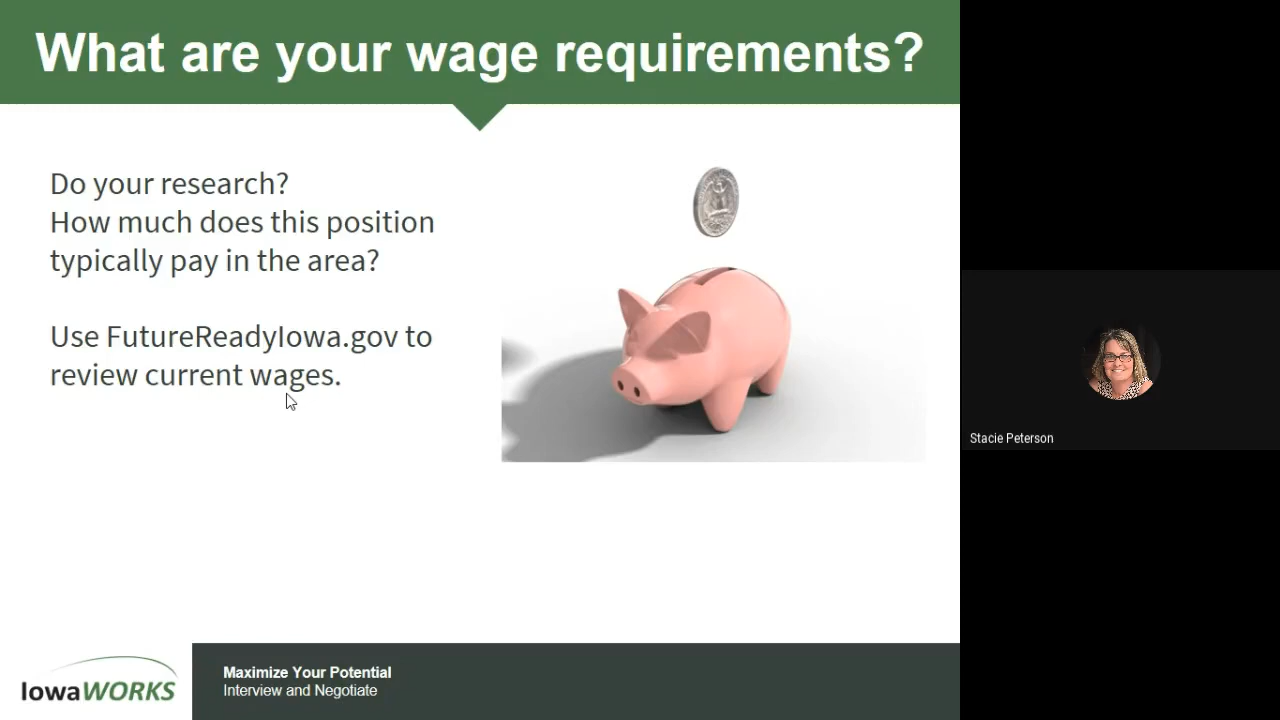 What are your wage requirements?
Do your research?
How much does this position
typically pay in the area?
Use FutureReadyIowa.gov to
review current wages.
Stacie Peterson
IowaWORKS
Maximize Your Potential
Interview and Negotiate